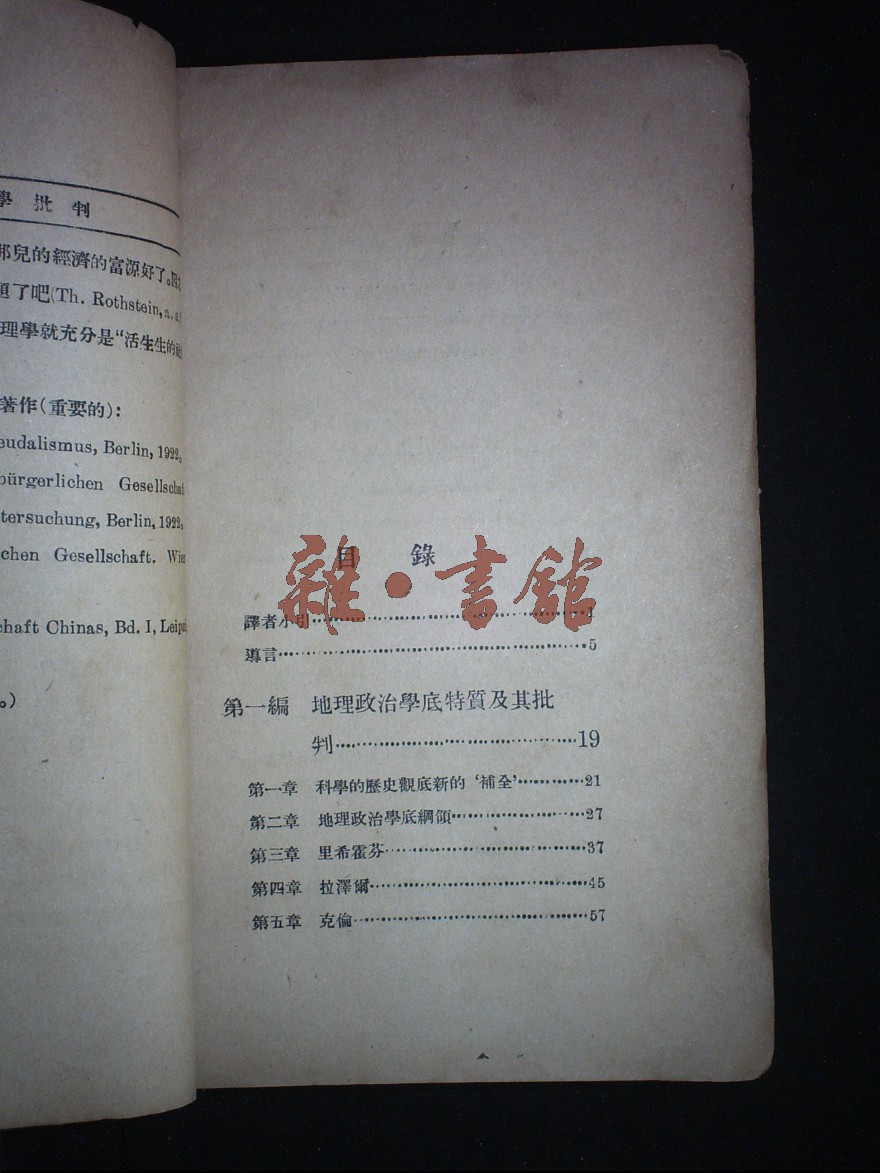 學批判
那兒的經濟的富源好了。因
了吧(Th. Rothstein, n. a.
理學就充分是“活生生的
著作(重要的):
eudalismus, Berlin, 1922。
bürgerlichen Gesellschaf
tersuchung, Berlin, 1922,
chen Gesellschaft. Wien
chaft Chinas, Bd. I, Leip
。)
目 錄
雜·書館
譯者小引……………………………1
導言……………………………5
第一編 地理政治學底特質及其批
判……………………………19
第一章 科學的歷史觀底新的‘補全’…………21
第二章 地理政治學底綱領……………………27
第三章 里希霍芬……………………………37
第四章 拉澤爾……………………………45
第五章 克倫……………………………57